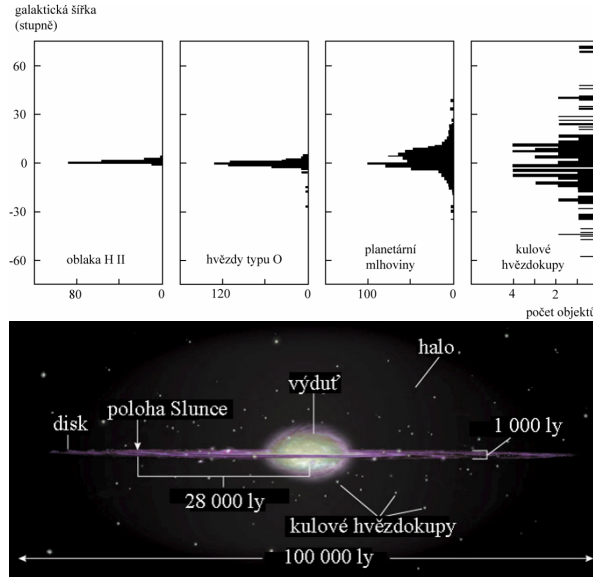 galaktická šířka
(stupně)
60
30
0
-30
-60
oblaka H II
hvězdy typu O
planetární
mlhoviny
kulové
hvězdokupy
80
0
120
0
100
0
4
2
0
počet objektů
halo
výduť
poloha Slunce
disk
1 000 ly
28 000 ly
kulové hvězdokupy
100 000 ly